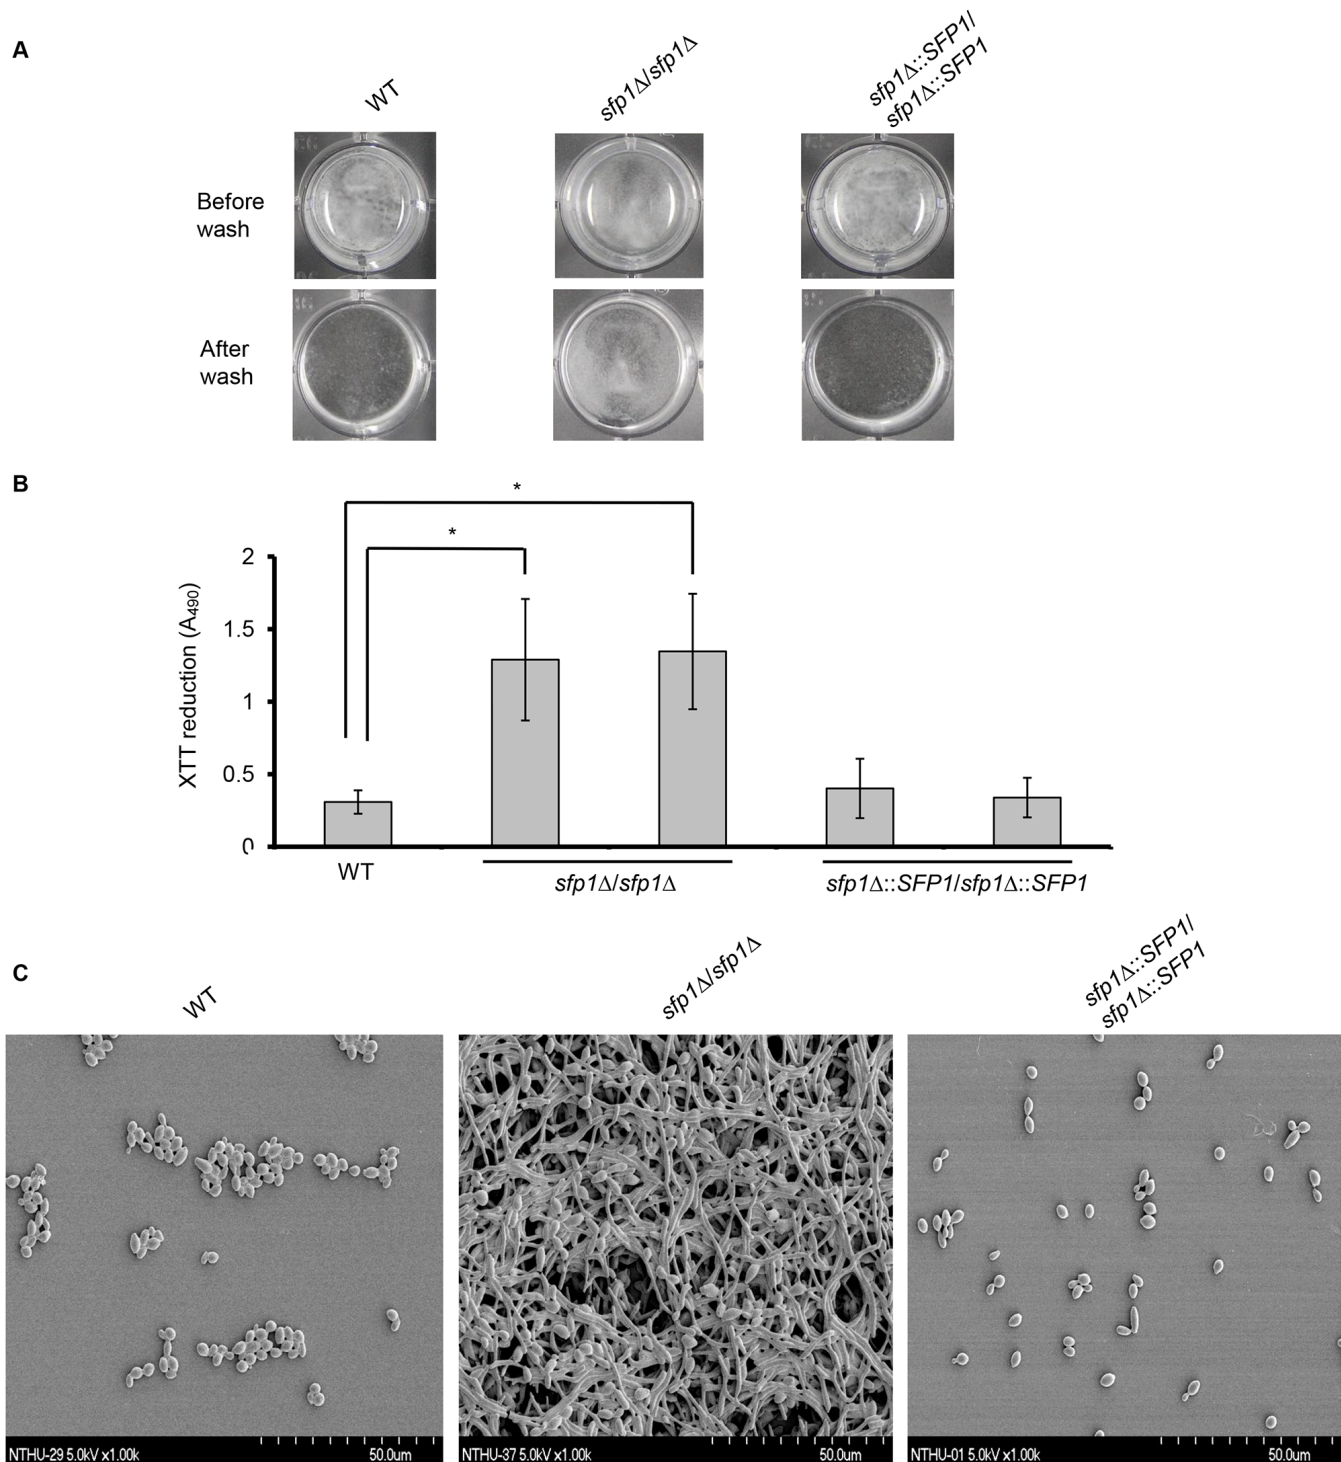 A
WT
sfp1Δ/sfp1Δ
sfp1Δ::SFP1/
sfp1Δ::SFP1
Before
wash
After
wash
B
*
*
2
1.5
1
0.5
0
XTT reduction (A490)
WT
sfp1Δ/sfp1Δ
sfp1Δ::SFP1/sfp1Δ::SFP1
C
WT
sfp1Δ/sfp1Δ
sfp1Δ::SFP1/
sfp1Δ::SFP1
NTHU-29 5.0kV x1.00k 50.0um
NTHU-37 5.0kV x1.00k 50.0um
NTHU-01 5.0kV x1.00k 50.0um